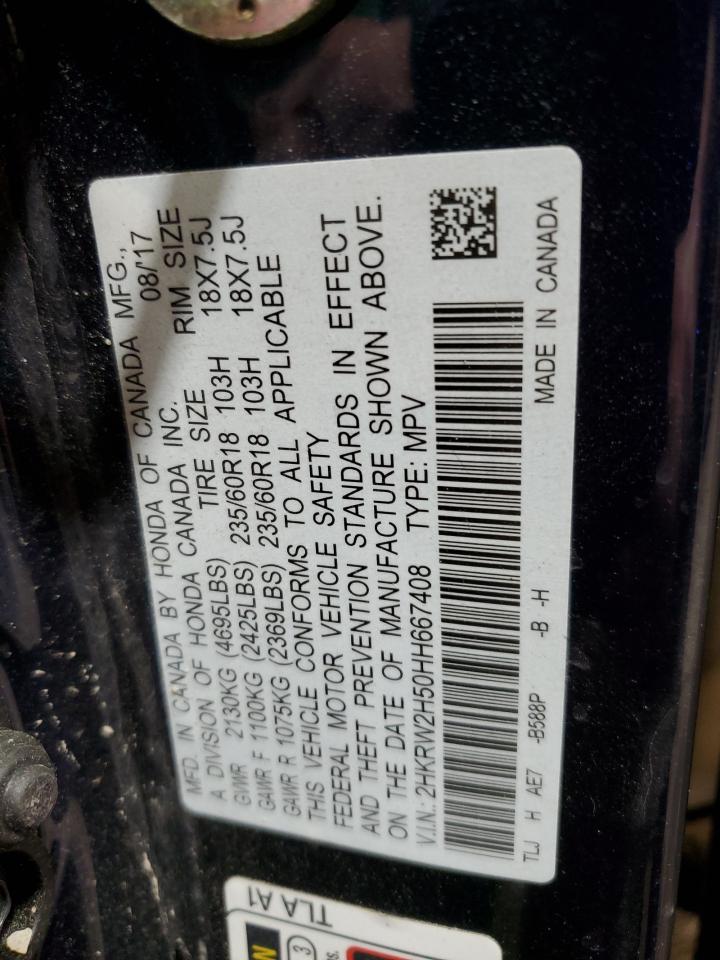 MFD. IN CANADA BY HONDA OF CANADA MFG.,
A DIVISION OF HONDA CANADA INC. 08/17
TIRE SIZE RIM SIZE
GVWR 2130KG (4695LBS)
GAWR F 1100KG (2425LBS) 235/60R18 103H 18X7.5J
GAWR R 1075KG (2369LBS) 235/60R18 103H 18X7.5J
THIS VEHICLE CONFORMS TO ALL APPLICABLE
FEDERAL MOTOR VEHICLE SAFETY
AND THEFT PREVENTION STANDARDS IN EFFECT
ON THE DATE OF MANUFACTURE SHOWN ABOVE.
V.I.N.: 2HKRW2H50HH667408 TYPE: MPV
TLJ H AE7 -B588P -B -H MADE IN CANADA
TLA A1
3